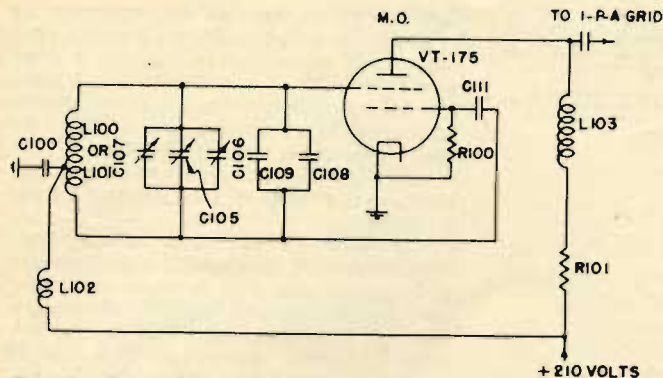 M.O.
TO I-P-A GRID
VT-175
C111
C100
L100
OR
L101
C107
C105
C106
C109
C108
R100
L103
L102
R101
+210 VOLTS